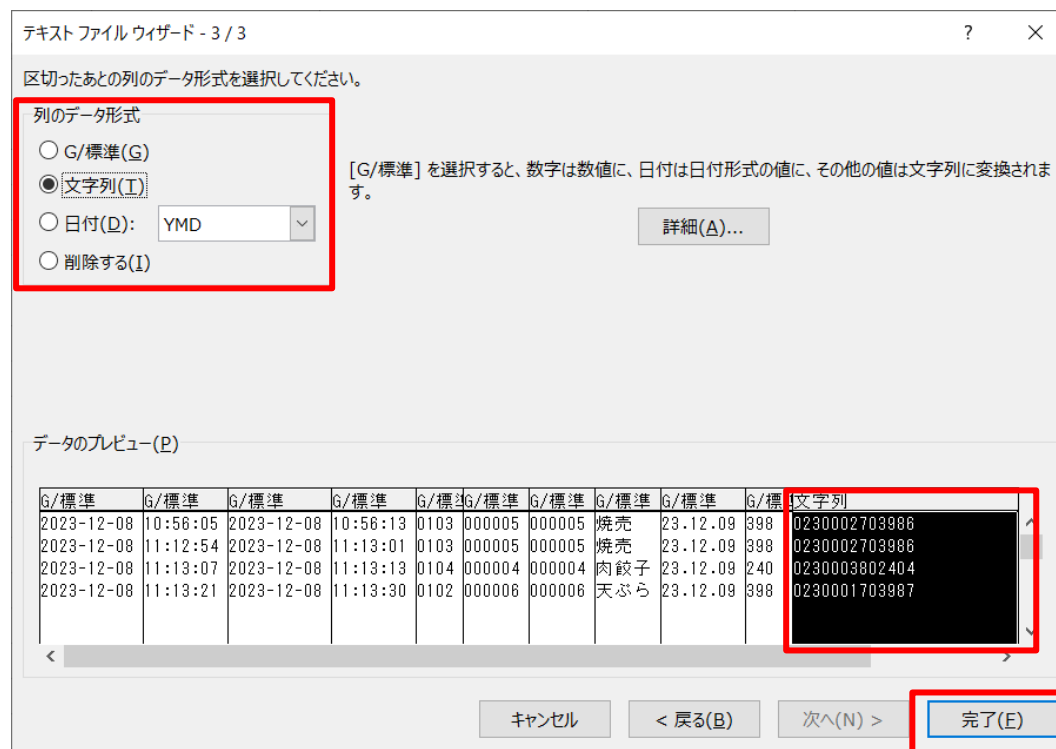 テキスト ファイル ウィザード - 3 / 3
?
区切ったあとの列のデータ形式を選択してください。
列のデータ形式
G/標準(G)
文字列(T)
日付(D): YMD
削除する(I)
[G/標準] を選択すると、数字は数値に、日付は日付形式の値に、その他の値は文字列に変換されま
す。
詳細(A)...
データのプレビュー(P)
G/標準 G/標準 G/標準 G/標準 G/標 G/標準 G/標準 G/標準 G/標準 G/標 文字列
2023-12-08 10:56:05 2023-12-08 10:56:13 0103 000005 000005 焼売 23.12.09 398 0230002703986
2023-12-08 11:12:54 2023-12-08 11:13:01 0103 000005 000005 焼売 23.12.09 398 0230002703986
2023-12-08 11:13:07 2023-12-08 11:13:13 0104 000004 000004 肉餃子 23.12.09 240 0230003802404
2023-12-08 11:13:21 2023-12-08 11:13:30 0102 000006 000006 天ぷら 23.12.09 398 0230001703987
キャンセル < 戻る(B) 次へ(N) > 完了(F)